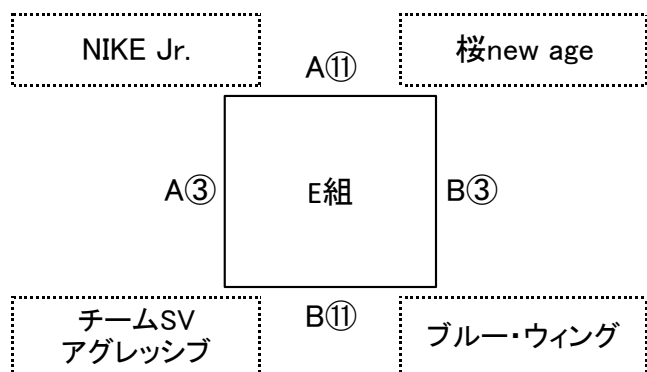 NIKE Jr.
桜new age
A⑪
A③
E組
B③
チームSV
アグレッシブ
B⑪
ブルー・ウィング